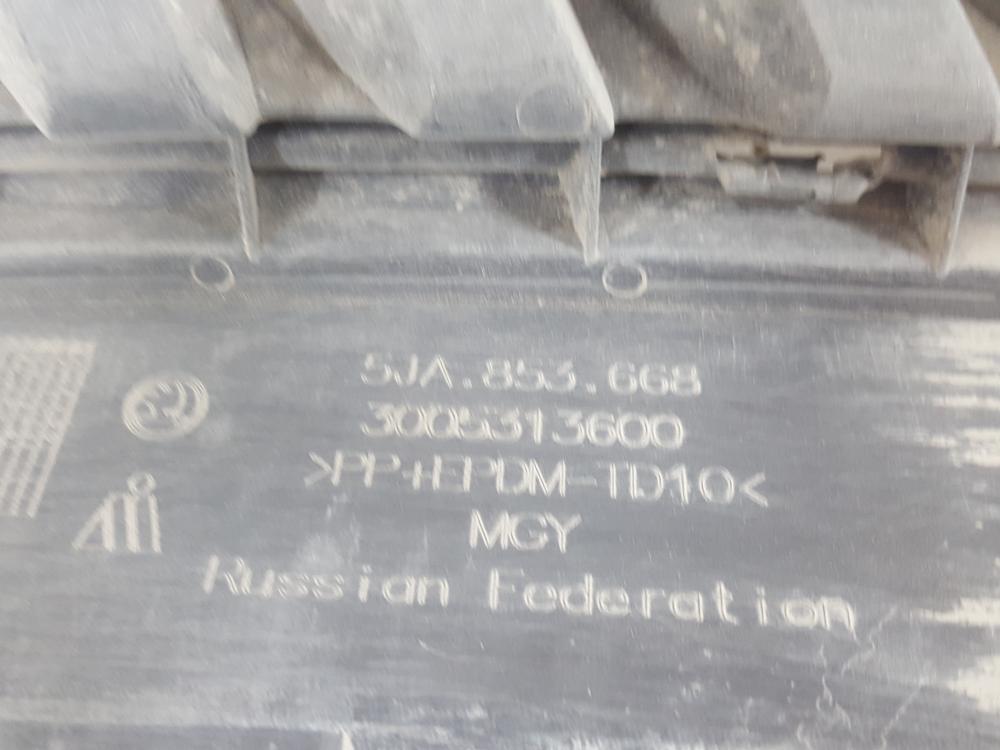 5JA.853.668
3005313600
>PP+EPDM-TD10<
MGY
Russian Federation